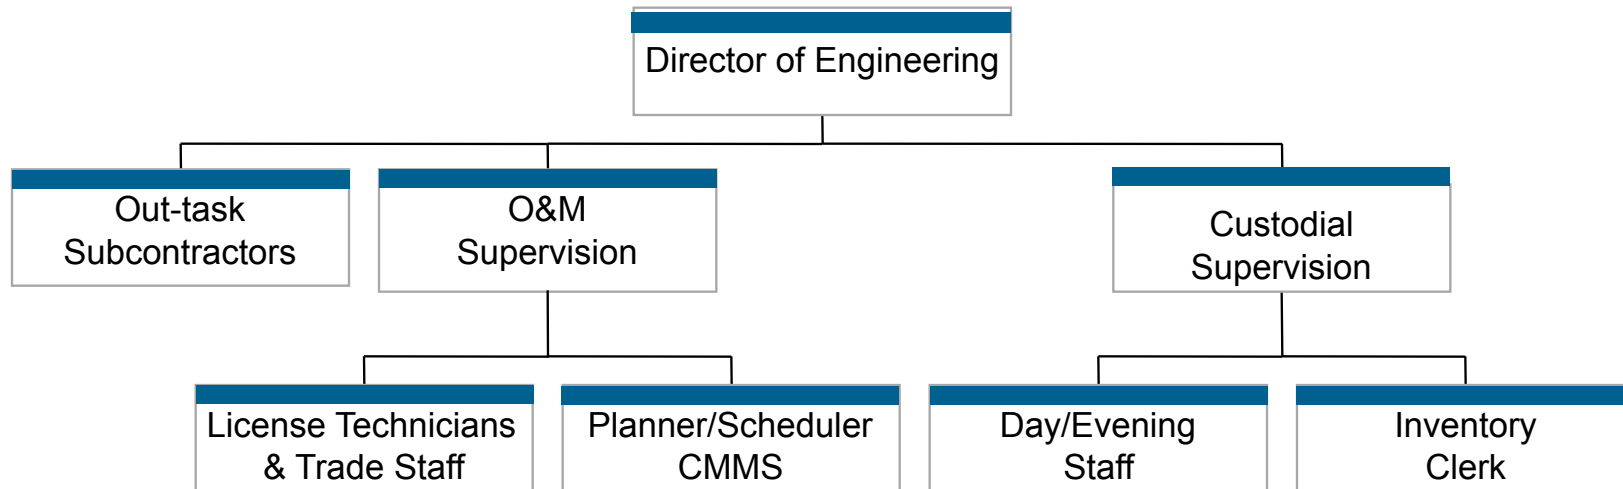 Director of Engineering
Out-task
Subcontractors
O&M
Supervision
Custodial
Supervision
License Technicians
& Trade Staff
Planner/Scheduler
CMMS
Day/Evening
Staff
Inventory
Clerk